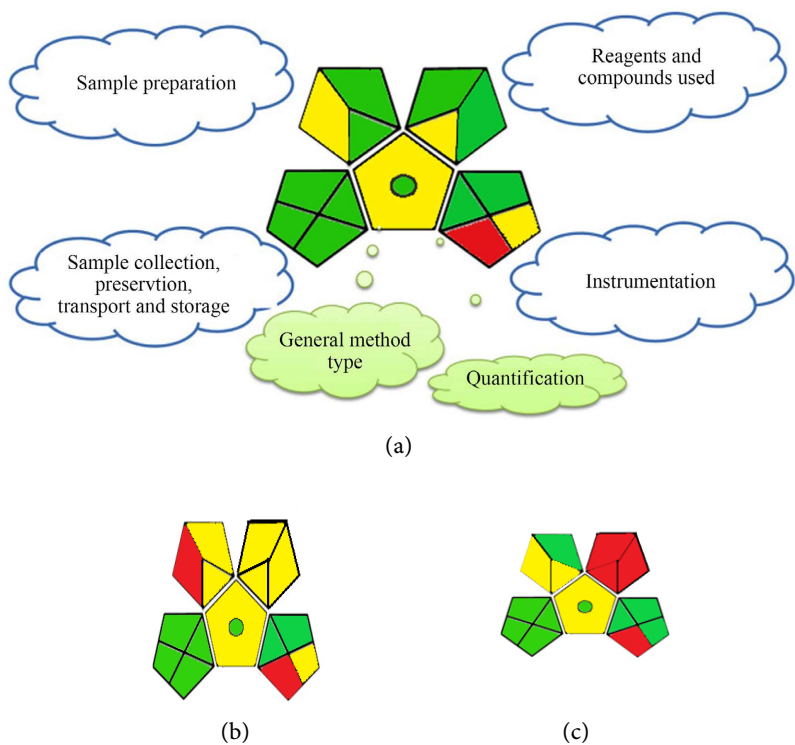 Sample preparation
Reagents and
compounds used
Sample collection,
preservtion,
transport and storage
Instrumentation
General method
type
Quantification
(a)
(b)
(c)